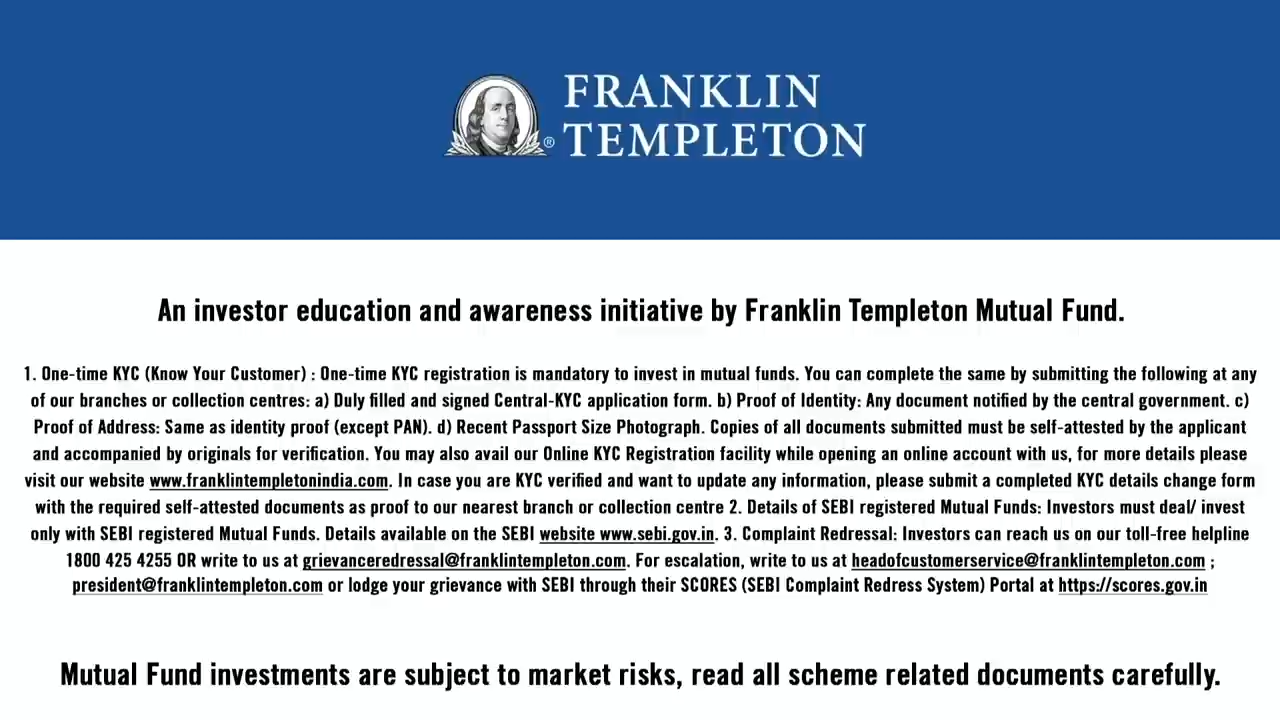 FRANKLIN
TEMPLETON
®
An investor education and awareness initiative by Franklin Templeton Mutual Fund.
1. One-time KYC (Know Your Customer) : One-time KYC registration is mandatory to invest in mutual funds. You can complete the same by submitting the following at any
of our branches or collection centres: a) Duly filled and signed Central-KYC application form. b) Proof of Identity: Any document notified by the central government. c)
Proof of Address: Same as identity proof (except PAN). d) Recent Passport Size Photograph. Copies of all documents submitted must be self-attested by the applicant
and accompanied by originals for verification. You may also avail our Online KYC Registration facility while opening an online account with us, for more details please
visit our website www.franklintempletonindia.com. In case you are KYC verified and want to update any information, please submit a completed KYC details change form
with the required self-attested documents as proof to our nearest branch or collection centre 2. Details of SEBI registered Mutual Funds: Investors must deal/ invest
only with SEBI registered Mutual Funds. Details available on the SEBI website www.sebi.gov.in. 3. Complaint Redressal: Investors can reach us on our toll-free helpline
1800 425 4255 OR write to us at grievanceredressal@franklintempleton.com. For escalation, write to us at headofcustomerservice@franklintempleton.com ;
president@franklintempleton.com or lodge your grievance with SEBI through their SCORES (SEBI Complaint Redress System) Portal at https://scores.gov.in
Mutual Fund investments are subject to market risks, read all scheme related documents carefully.